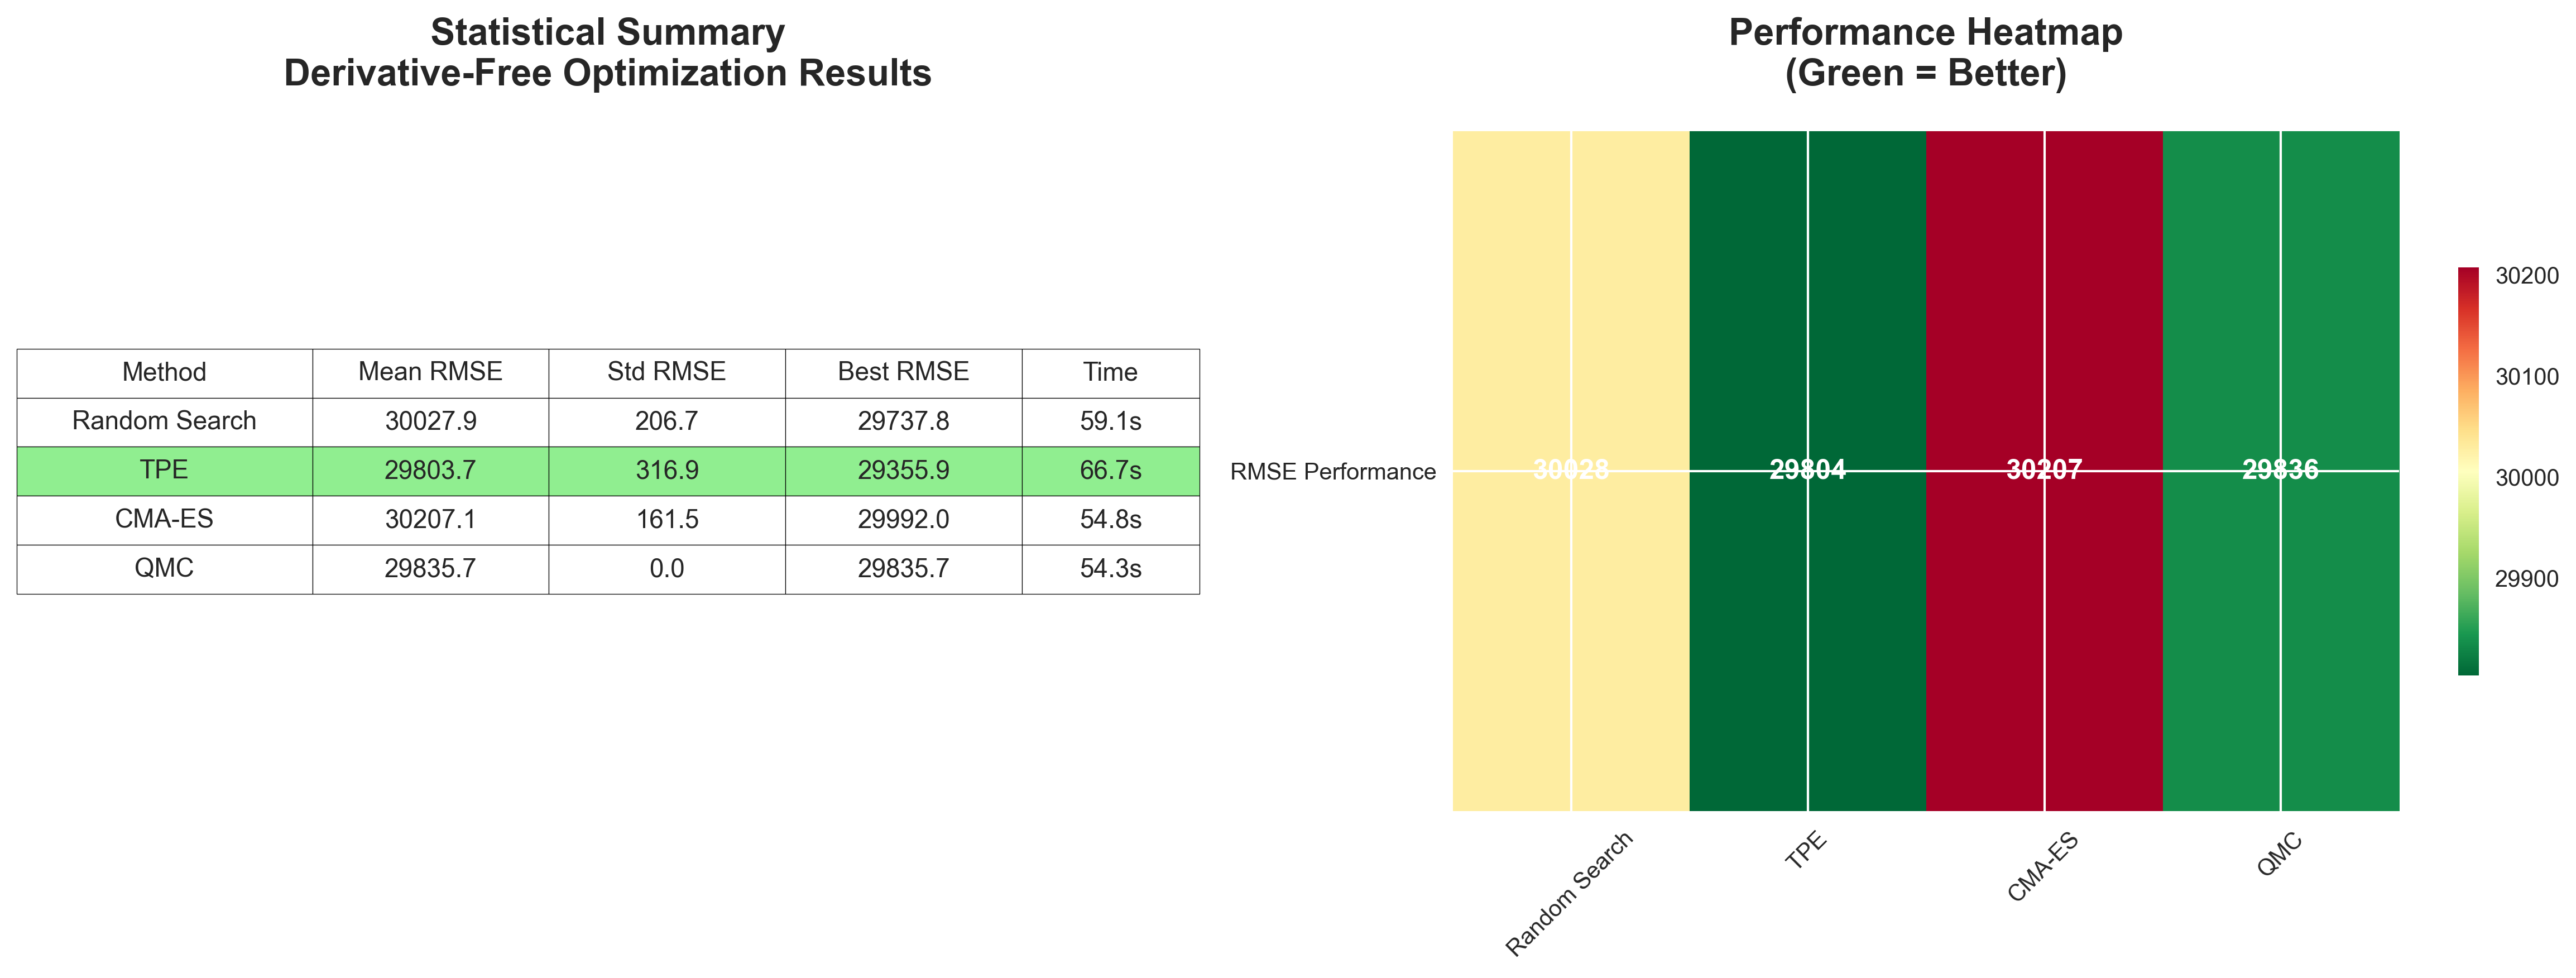 Statistical Summary
Derivative-Free Optimization Results
Method Mean RMSE Std RMSE Best RMSE Time
Random Search 30027.9 206.7 29737.8 59.1s
TPE 29803.7 316.9 29355.9 66.7s
CMA-ES 30207.1 161.5 29992.0 54.8s
QMC 29835.7 0.0 29835.7 54.3s
Performance Heatmap
(Green = Better)
RMSE Performance
30028 29804 30207 29836
Random Search
TPE
CMA-ES
QMC
30200
30100
30000
29900